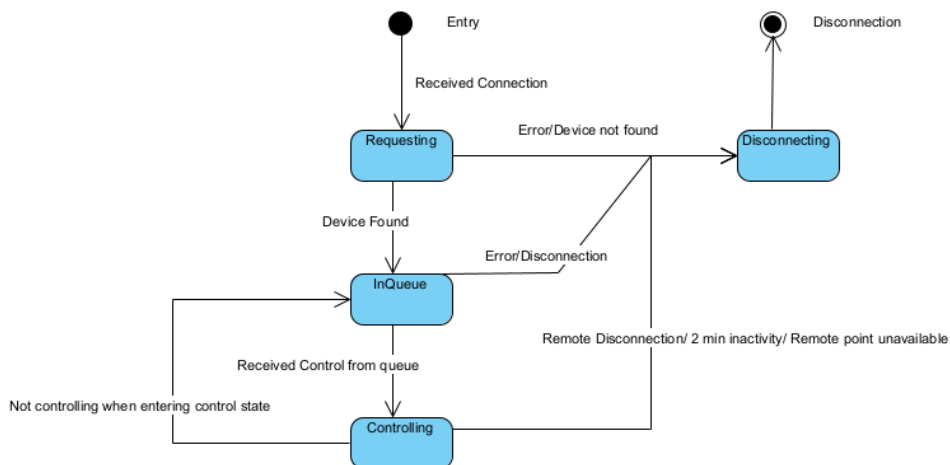 Entry
Disconnection
Received Connection
Error/Device not found
Requesting
Disconnecting
Device Found
Error/Disconnection
InQueue
Remote Disconnection/ 2 min inactivity/ Remote point unavailable
Received Control from queue
Not controlling when entering control state
Controlling